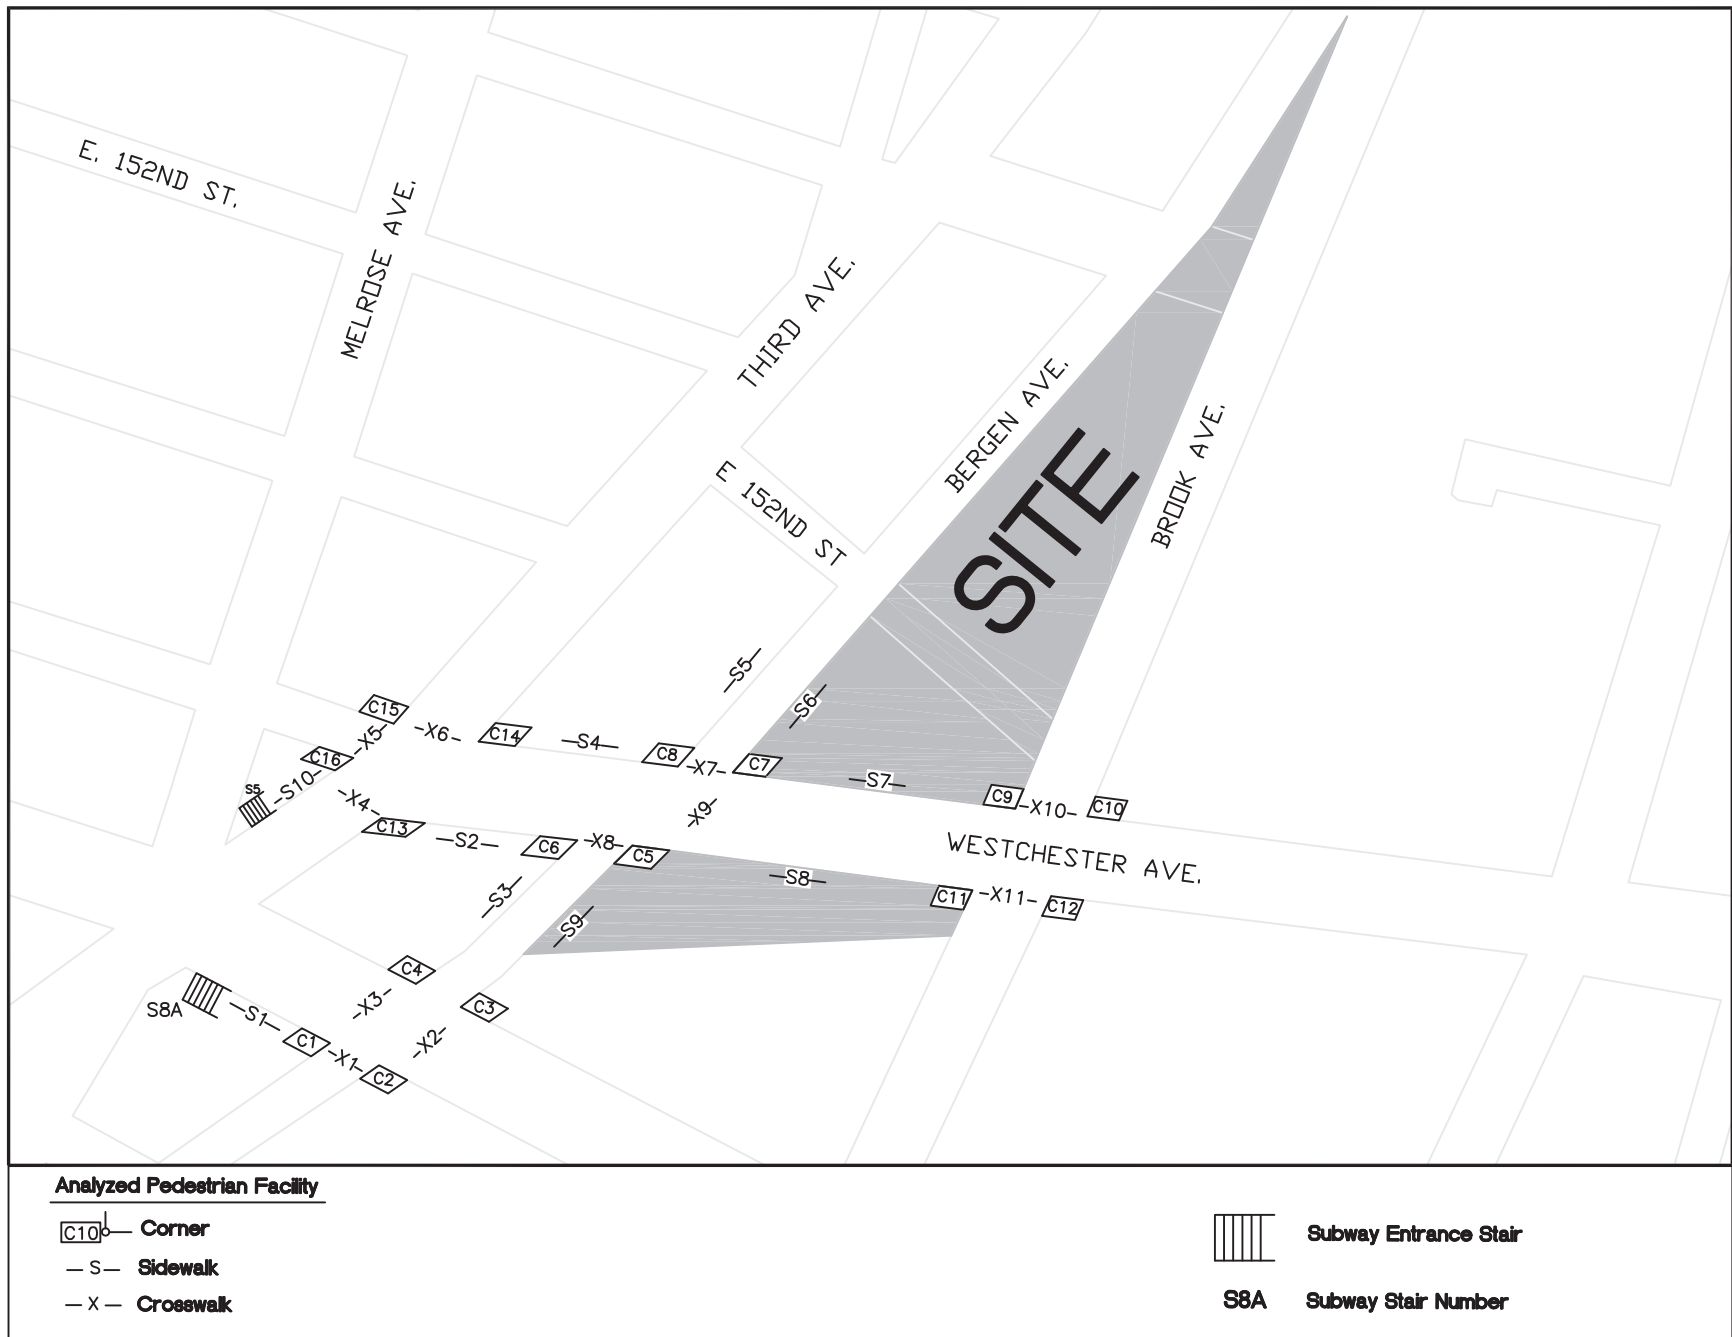 E. 152ND ST.
MELROSE AVE.
THIRD AVE.
BERGEN AVE.
BROOK AVE.
SITE
E 152ND ST
S5
S6
C15
X6
C14
S4
C8
X7
C7
S7
C9
X10
C10
X5
C16
S5
S10
X4
C13
S2
C6
X8
C5
X9
WESTCHESTER AVE.
S8
C11
X11
C12
S3
S9
C4
C3
X3
X2
S8A
S1
C1
X1
C2
Analyzed Pedestrian Facility
C10 Corner
S Sidewalk
X Crosswalk
Subway Entrance Stair
S8A Subway Stair Number